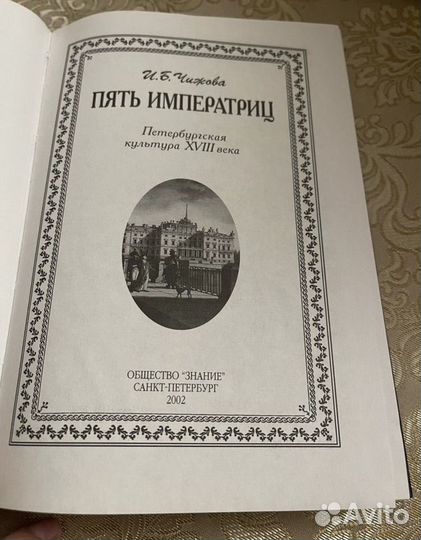 И.Б. Чижова
ПЯТЬ ИМПЕРАТРИЦ
Петербургская
культура XVIII века
ОБЩЕСТВО "ЗНАНИЕ"
САНКТ-ПЕТЕРБУРГ
2002
Avito